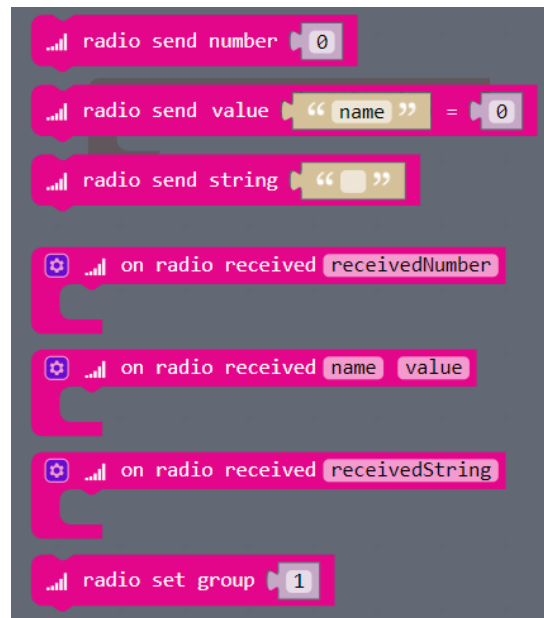 radio send number 0
radio send value “ name ” = 0
radio send string “ ”
on radio received receivedNumber
on radio received name value
on radio received receivedString
radio set group 1